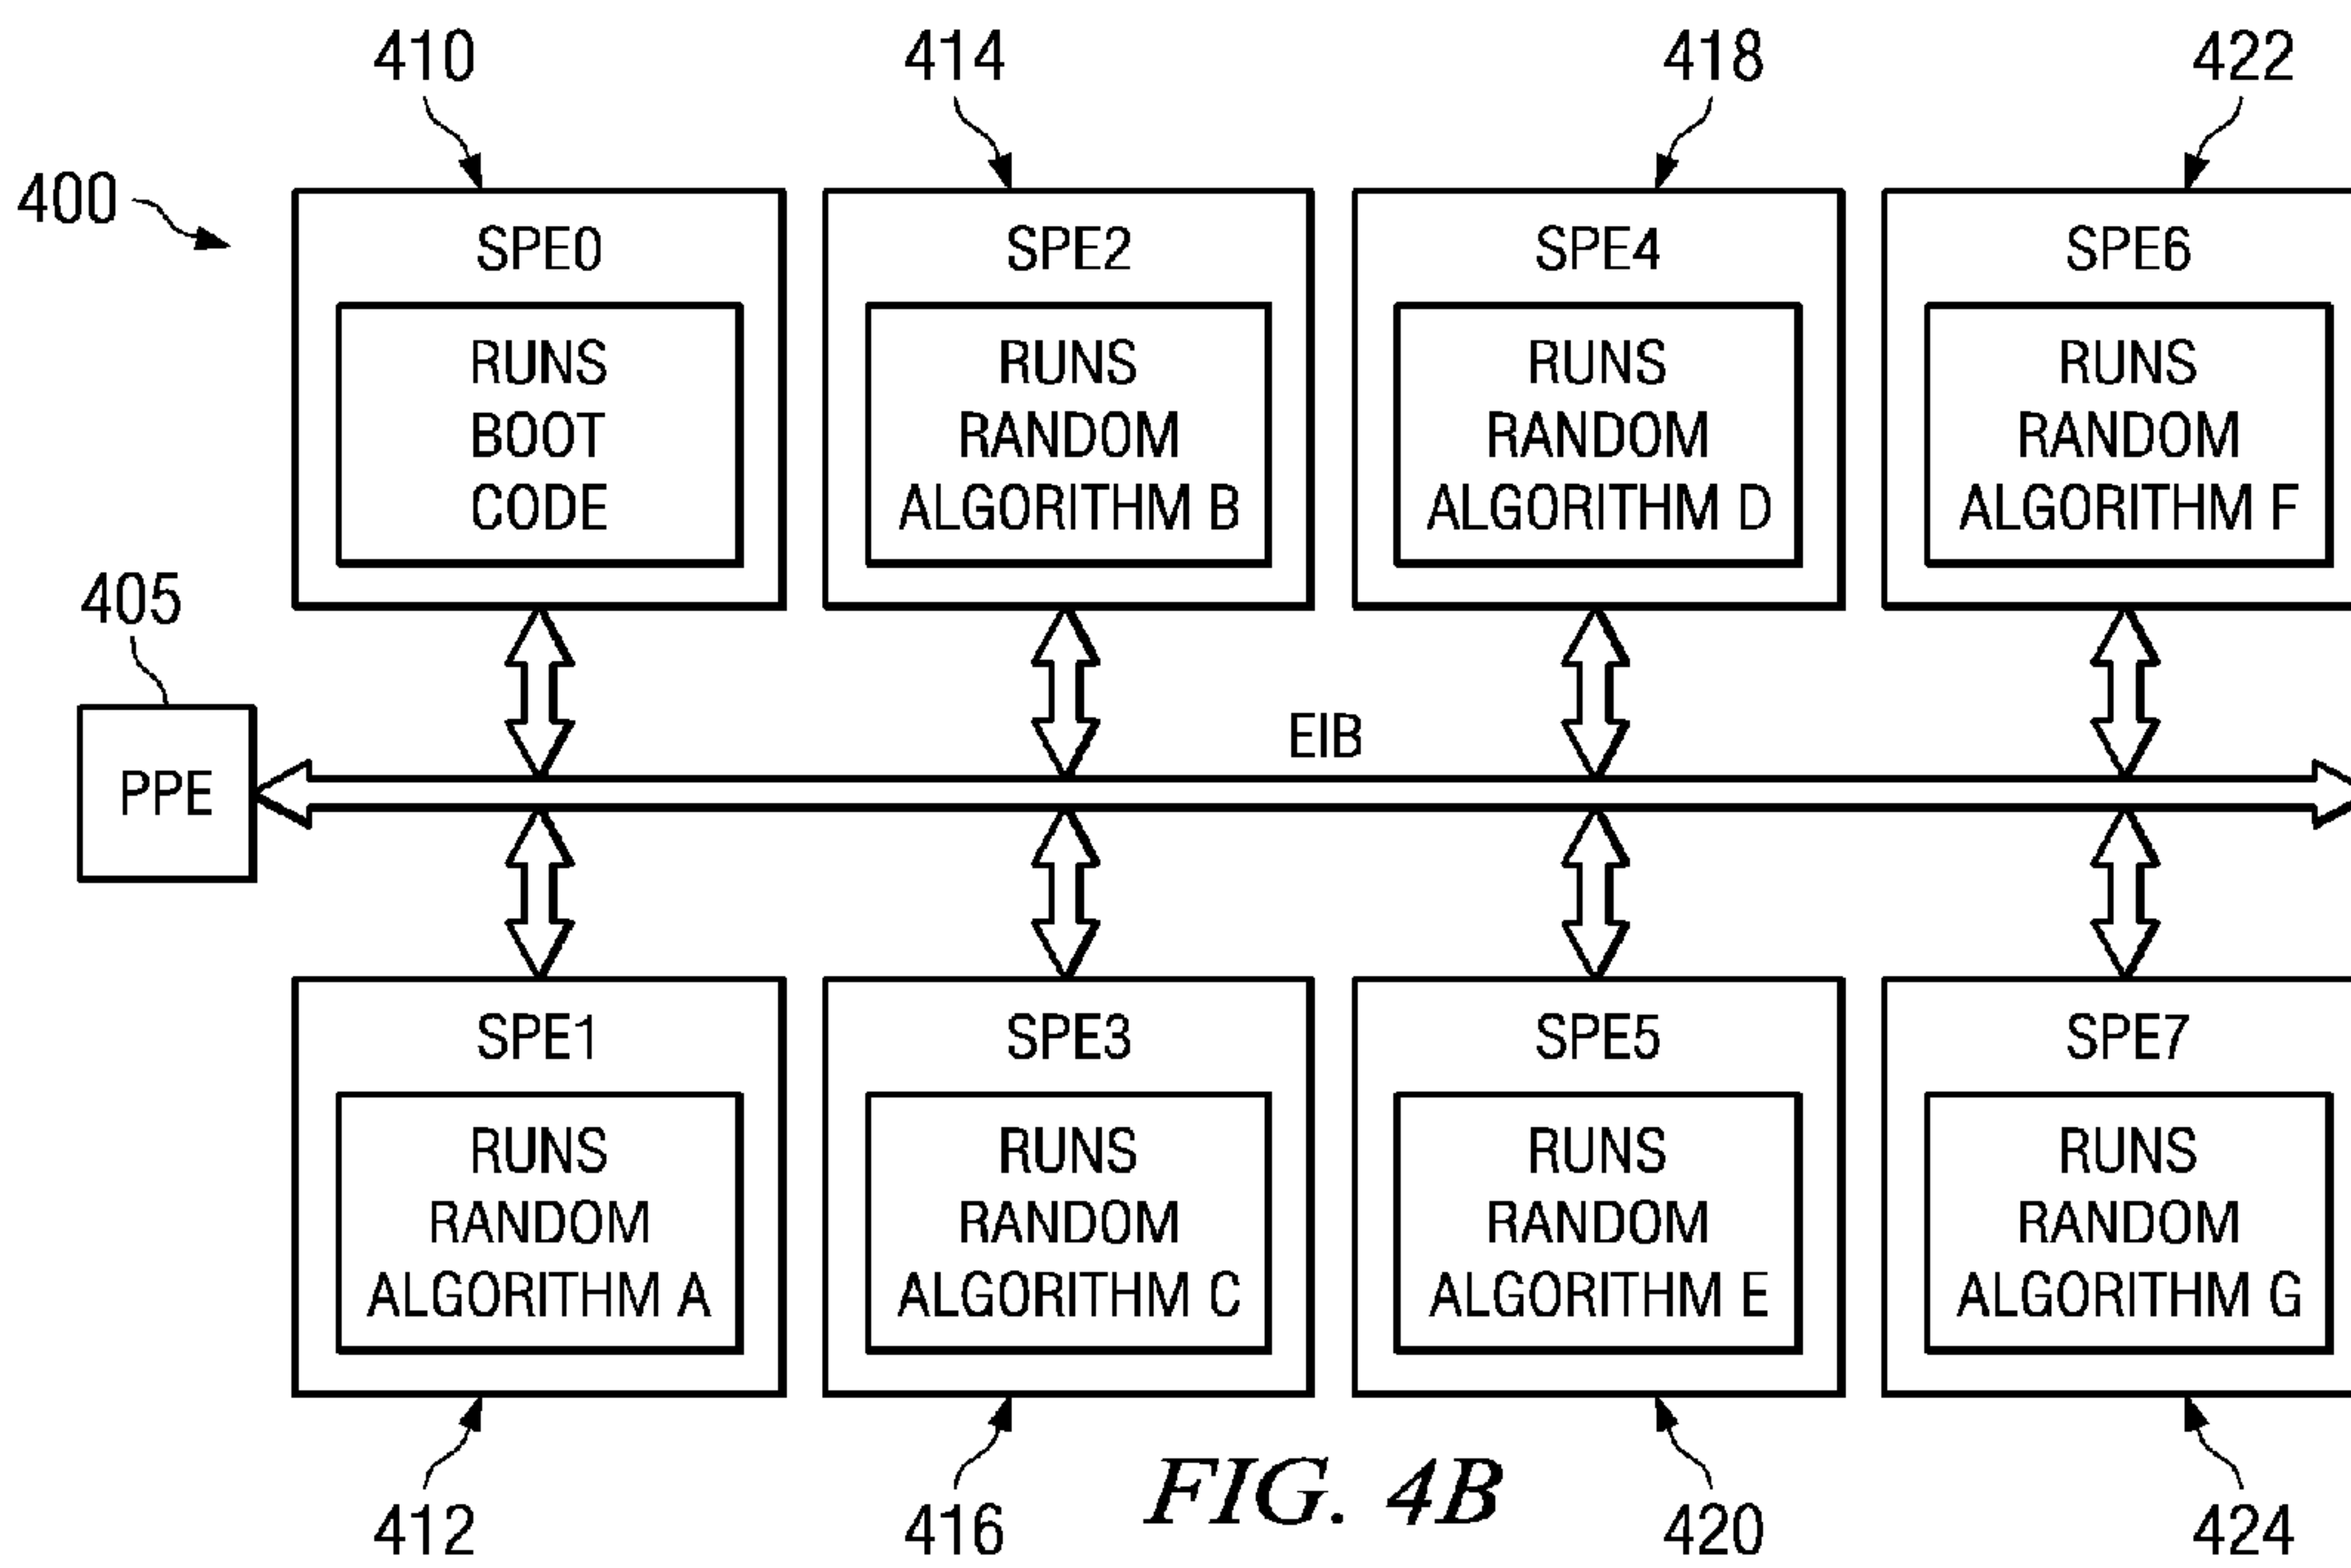 410
414
418
422
400
SPE0
RUNS
BOOT
CODE
SPE2
RUNS
RANDOM
ALGORITHM B
SPE4
RUNS
RANDOM
ALGORITHM D
SPE6
RUNS
RANDOM
ALGORITHM F
405
PPE
EIB
SPE1
RUNS
RANDOM
ALGORITHM A
SPE3
RUNS
RANDOM
ALGORITHM C
SPE5
RUNS
RANDOM
ALGORITHM E
SPE7
RUNS
RANDOM
ALGORITHM G
412
416
FIG. 4B
420
424